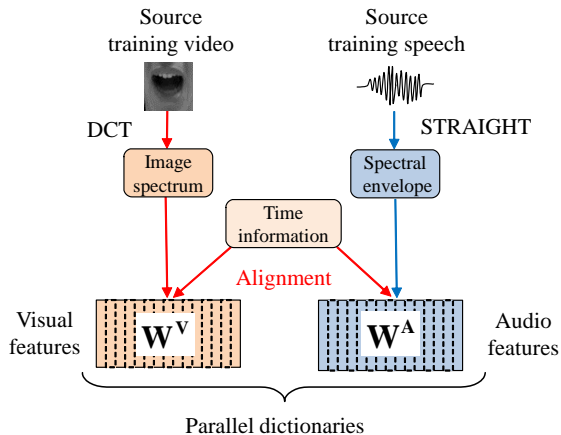 Source
training video
Source
training speech
DCT
STRAIGHT
Image
spectrum
Spectral
envelope
Time
information
Alignment
Visual
features
W^V
W^A
Audio
features
Parallel dictionaries